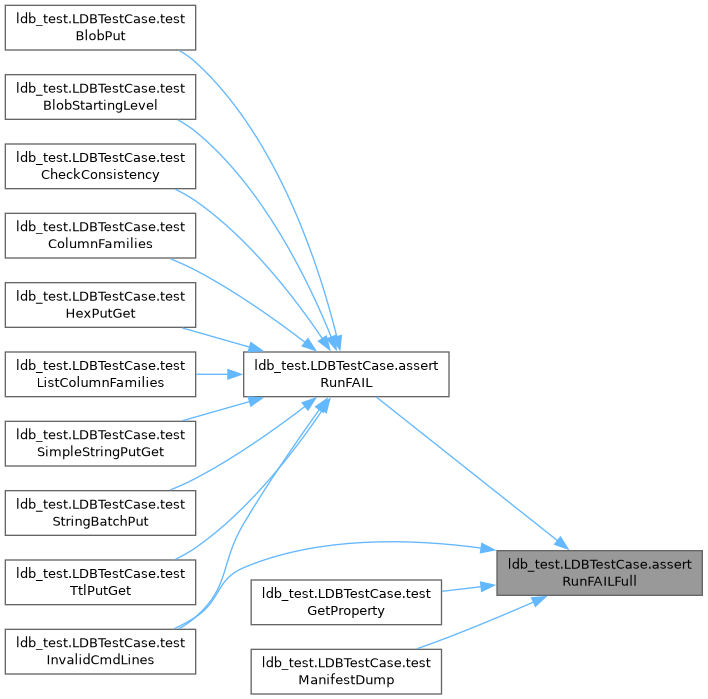 ldb_test.LDBTestCase.test
BlobPut
ldb_test.LDBTestCase.test
BlobStartingLevel
ldb_test.LDBTestCase.test
CheckConsistency
ldb_test.LDBTestCase.test
ColumnFamilies
ldb_test.LDBTestCase.test
HexPutGet
ldb_test.LDBTestCase.test
ListColumnFamilies
ldb_test.LDBTestCase.test
SimpleStringPutGet
ldb_test.LDBTestCase.test
StringBatchPut
ldb_test.LDBTestCase.test
TtlPutGet
ldb_test.LDBTestCase.test
InvalidCmdLines
ldb_test.LDBTestCase.assert
RunFAIL
ldb_test.LDBTestCase.test
GetProperty
ldb_test.LDBTestCase.test
ManifestDump
ldb_test.LDBTestCase.assert
RunFAILFull